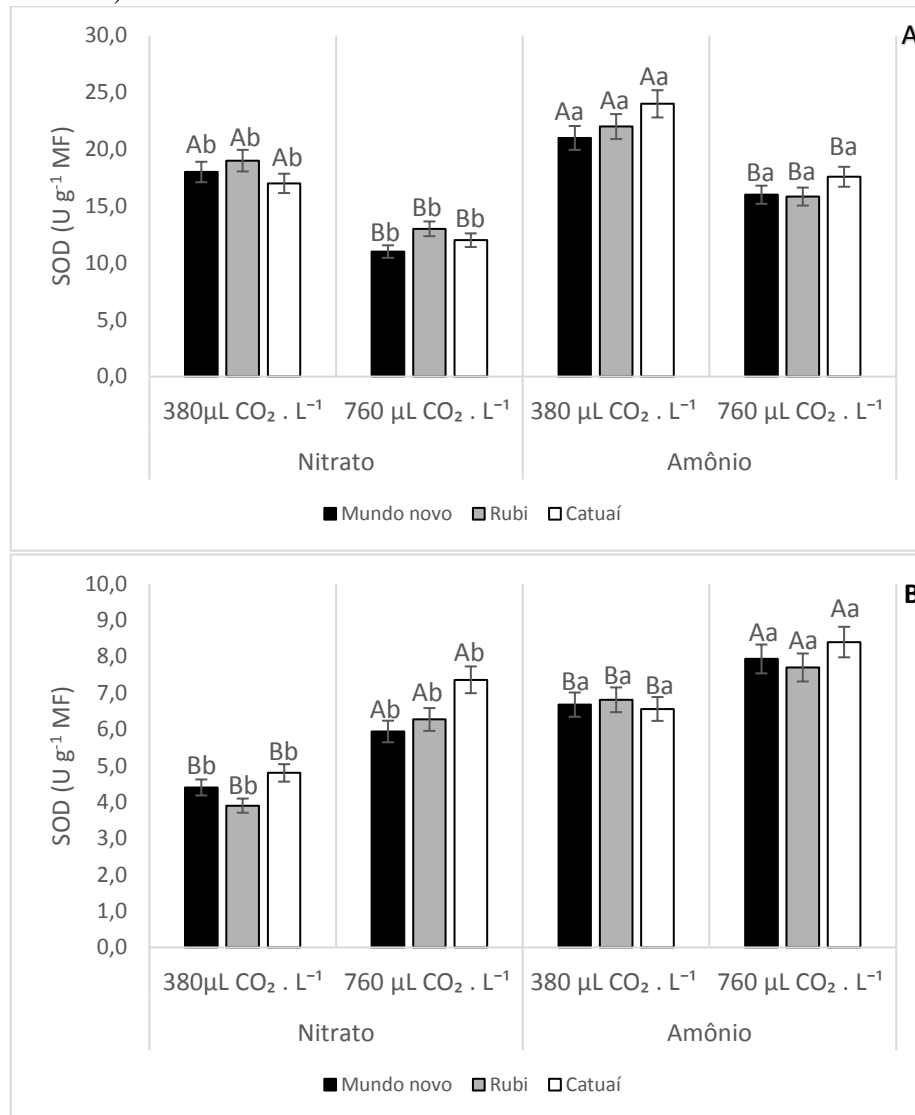 )
A
30,0
25,0
20,0
15,0
10,0
5,0
0,0
SOD (U g⁻¹ MF)
Ab Ab Ab
Bb Bb Bb
Aa Aa Aa
Ba Ba Ba
380µL CO₂ . L⁻¹ 760 µL CO₂ . L⁻¹ 380 µL CO₂ . L⁻¹ 760 µL CO₂ . L⁻¹
Nitrato Amônio
Mundo novo Rubi Catuaí
B
10,0
9,0
8,0
7,0
6,0
5,0
4,0
3,0
2,0
1,0
0,0
SOD (U g⁻¹ MF)
Bb Bb Bb
Ab Ab Ab
Ba Ba Ba
Aa Aa Aa
380µL CO₂ . L⁻¹ 760 µL CO₂ . L⁻¹ 380 µL CO₂ . L⁻¹ 760 µL CO₂ . L⁻¹
Nitrato Amônio
Mundo novo Rubi Catuaí